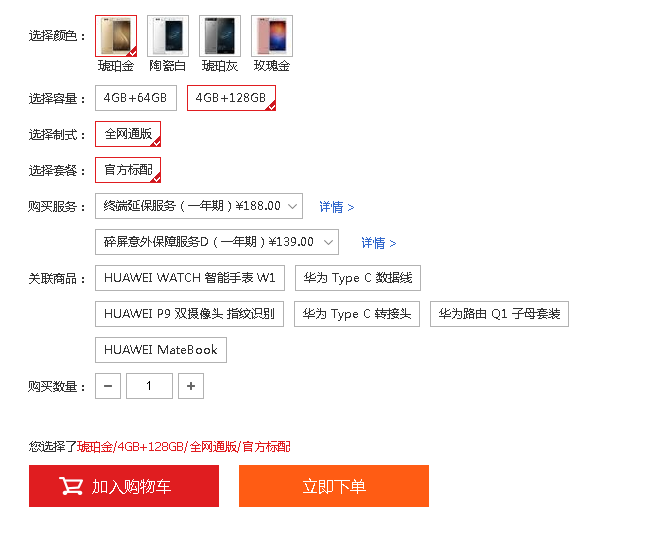 选择颜色：
琥珀金 陶瓷白 琥珀灰 玫瑰金
选择容量： 4GB+64GB 4GB+128GB
选择制式： 全网通版
选择套餐： 官方标配
购买服务： 终端延保服务（一年期）¥188.00 详情 >
碎屏意外保障服务D（一年期）¥139.00 详情 >
关联商品： HUAWEI WATCH 智能手表 W1 华为 Type C 数据线
HUAWEI P9 双摄像头 指纹识别 华为 Type C 转接头 华为路由 Q1 子母套装
HUAWEI MateBook
购买数量： − 1 +
您选择了琥珀金/4GB+128GB/全网通版/官方标配
加入购物车 立即下单